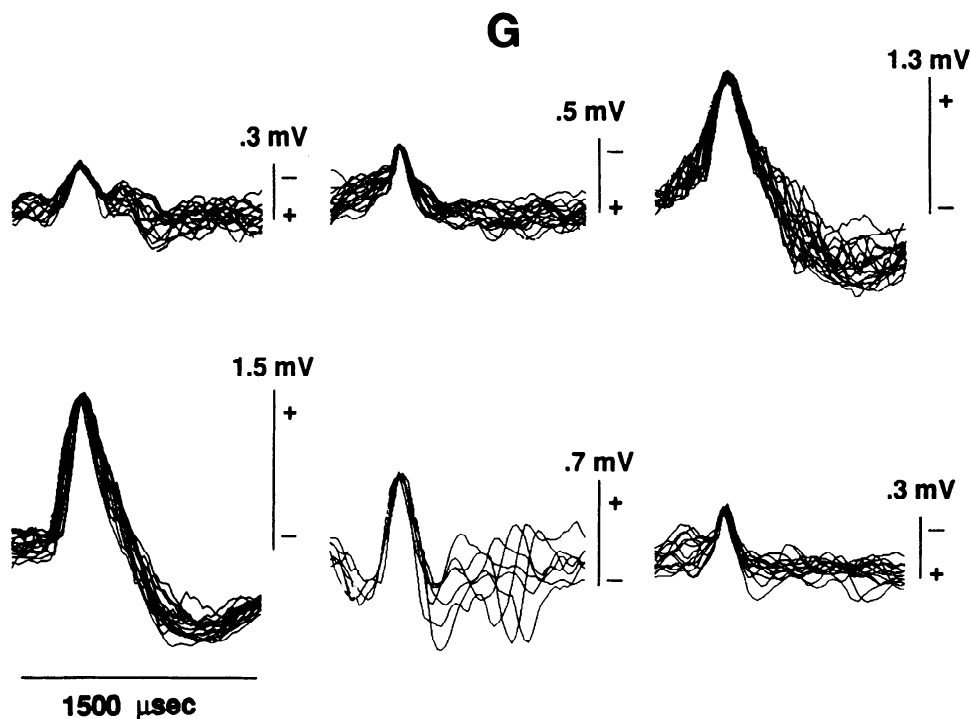 G
.3 mV
–
+
.5 mV
–
+
1.3 mV
+
–
1.5 mV
+
–
.7 mV
+
–
.3 mV
–
+
1500 μsec